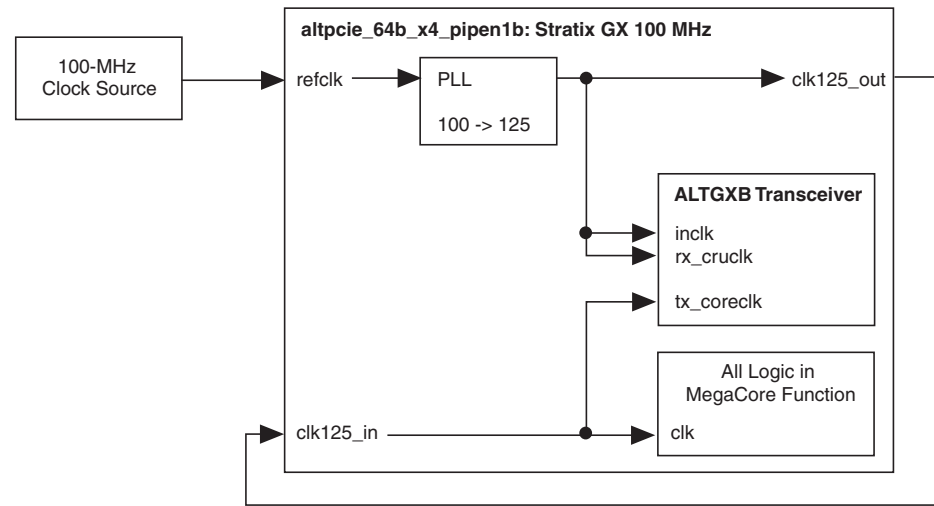 altpcie_64b_x4_pipen1b: Stratix GX 100 MHz
100-MHz
Clock Source
refclk
PLL
100 -> 125
clk125_out
ALTGXB Transceiver
inclk
rx_cruclk
tx_coreclk
All Logic in
MegaCore Function
clk125_in
clk